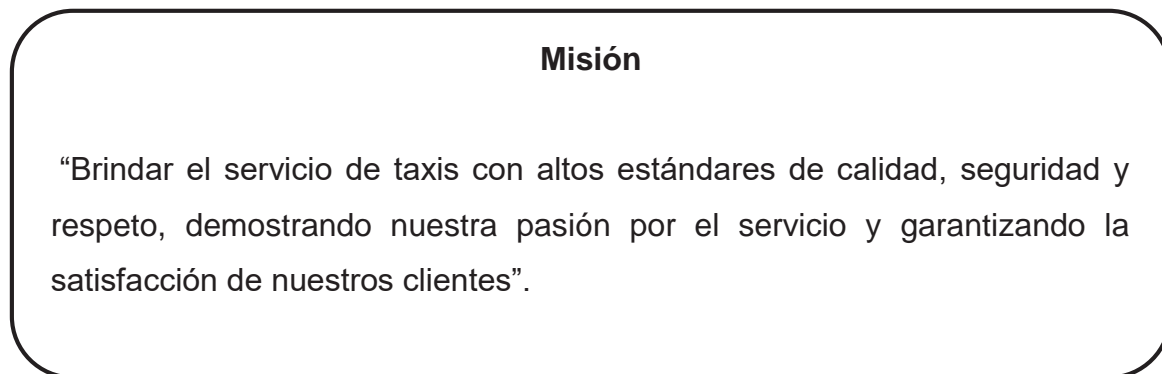 Misión
“Brindar el servicio de taxis con altos estándares de calidad, seguridad y
respeto, demostrando nuestra pasión por el servicio y garantizando la
satisfacción de nuestros clientes”.